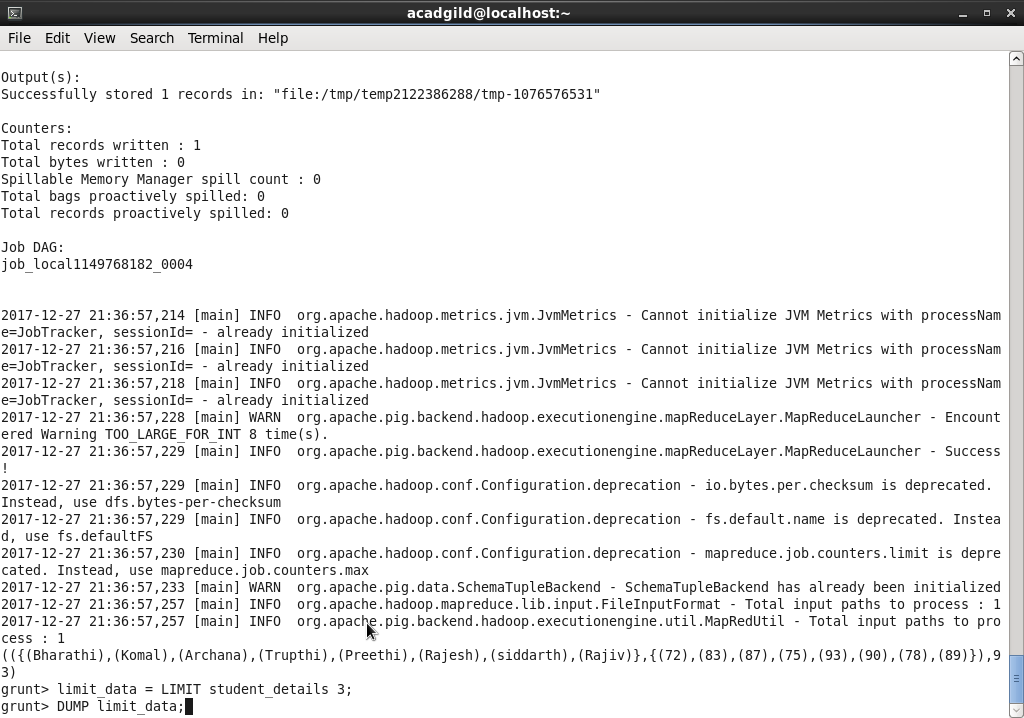 acadgild@localhost:~
File Edit View Search Terminal Help
Output(s):
Successfully stored 1 records in: "file:/tmp/temp2122386288/tmp-1076576531"
Counters:
Total records written : 1
Total bytes written : 0
Spillable Memory Manager spill count : 0
Total bags proactively spilled: 0
Total records proactively spilled: 0
Job DAG:
job_local1149768182_0004
2017-12-27 21:36:57,214 [main] INFO  org.apache.hadoop.metrics.jvm.JvmMetrics - Cannot initialize JVM Metrics with processNam
e=JobTracker, sessionId= - already initialized
2017-12-27 21:36:57,216 [main] INFO  org.apache.hadoop.metrics.jvm.JvmMetrics - Cannot initialize JVM Metrics with processNam
e=JobTracker, sessionId= - already initialized
2017-12-27 21:36:57,218 [main] INFO  org.apache.hadoop.metrics.jvm.JvmMetrics - Cannot initialize JVM Metrics with processNam
e=JobTracker, sessionId= - already initialized
2017-12-27 21:36:57,228 [main] WARN  org.apache.pig.backend.hadoop.executionengine.mapReduceLayer.MapReduceLauncher - Encount
ered Warning TOO_LARGE_FOR_INT 8 time(s).
2017-12-27 21:36:57,229 [main] INFO  org.apache.pig.backend.hadoop.executionengine.mapReduceLayer.MapReduceLauncher - Success
!
2017-12-27 21:36:57,229 [main] INFO  org.apache.hadoop.conf.Configuration.deprecation - io.bytes.per.checksum is deprecated.
Instead, use dfs.bytes-per-checksum
2017-12-27 21:36:57,229 [main] INFO  org.apache.hadoop.conf.Configuration.deprecation - fs.default.name is deprecated. Instea
d, use fs.defaultFS
2017-12-27 21:36:57,230 [main] INFO  org.apache.hadoop.conf.Configuration.deprecation - mapreduce.job.counters.limit is depre
cated. Instead, use mapreduce.job.counters.max
2017-12-27 21:36:57,233 [main] WARN  org.apache.pig.data.SchemaTupleBackend - SchemaTupleBackend has already been initialized
2017-12-27 21:36:57,257 [main] INFO  org.apache.hadoop.mapreduce.lib.input.FileInputFormat - Total input paths to process : 1
2017-12-27 21:36:57,257 [main] INFO  org.apache.pig.backend.hadoop.executionengine.util.MapRedUtil - Total input paths to pro
cess : 1
(({(Bharathi),(Komal),(Archana),(Trupthi),(Preethi),(Rajesh),(siddarth),(Rajiv)},{(72),(83),(87),(75),(93),(90),(78),(89)}),9
3)
grunt> limit_data = LIMIT student_details 3;
grunt> DUMP limit_data;